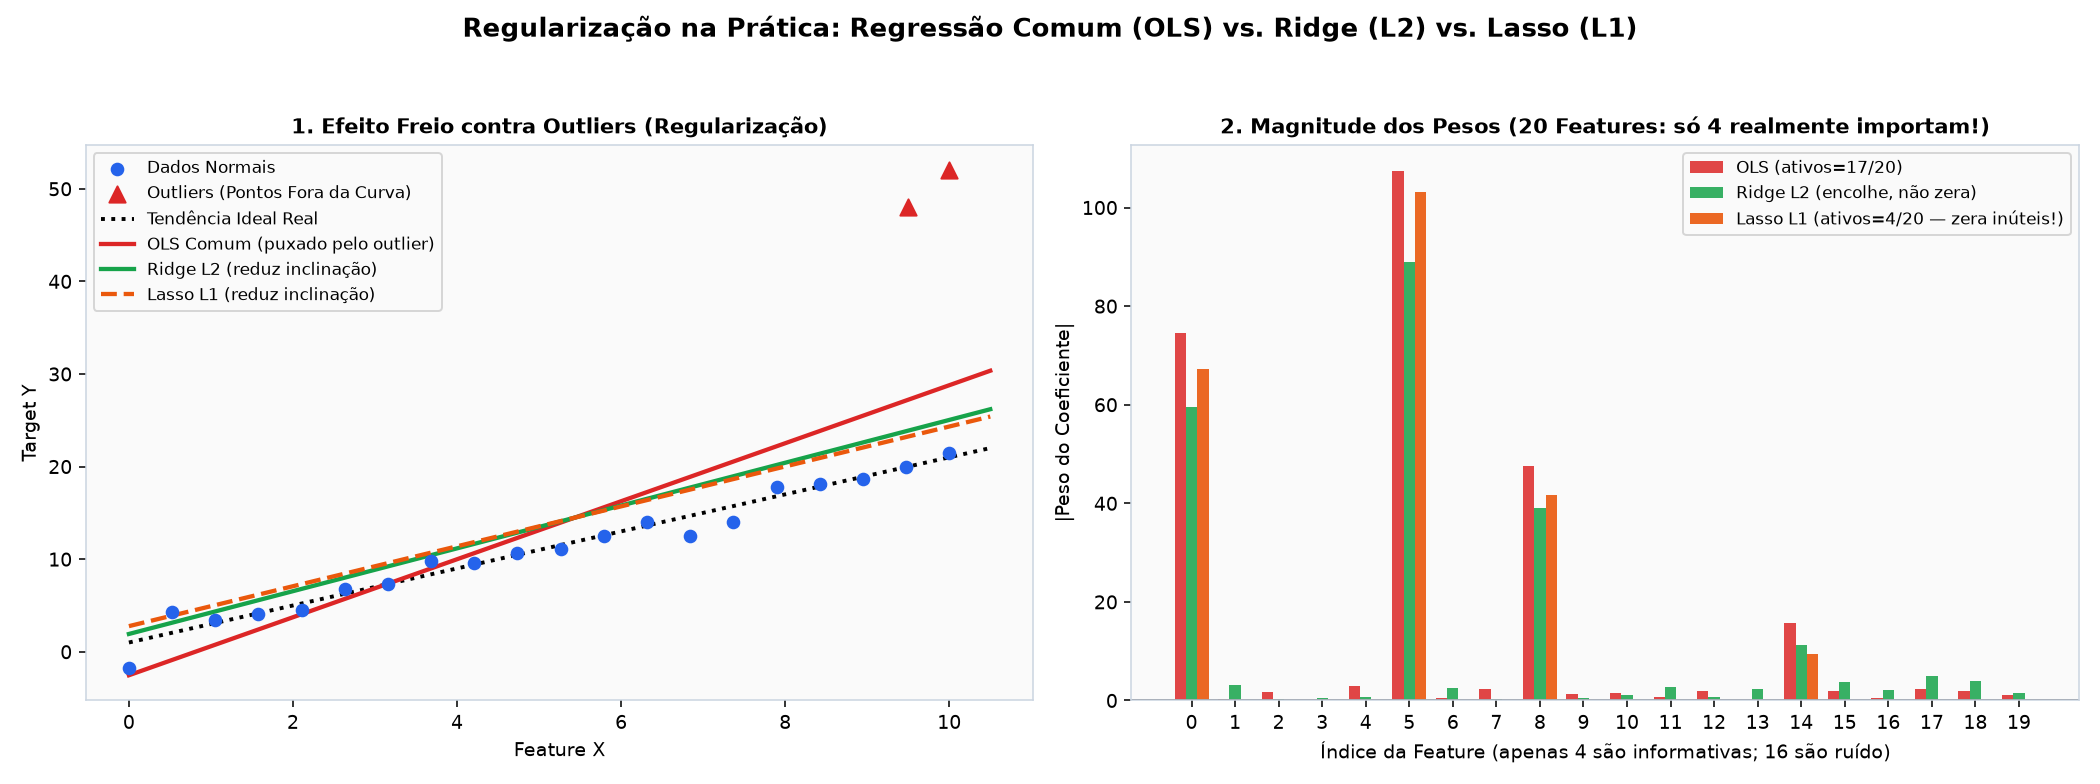 Regularização na Prática: Regressão Comum (OLS) vs. Ridge (L2) vs. Lasso (L1)
1. Efeito Freio contra Outliers (Regularização)
Dados Normais
Outliers (Pontos Fora da Curva)
Tendência Ideal Real
OLS Comum (puxado pelo outlier)
Ridge L2 (reduz inclinação)
Lasso L1 (reduz inclinação)
50
40
30
20
10
0
Target Y
0 2 4 6 8 10
Feature X
2. Magnitude dos Pesos (20 Features: só 4 realmente importam!)
OLS (ativos=17/20)
Ridge L2 (encolhe, não zera)
Lasso L1 (ativos=4/20 — zera inúteis!)
100
80
60
40
20
0
|Peso do Coeficiente|
0 1 2 3 4 5 6 7 8 9 10 11 12 13 14 15 16 17 18 19
Índice da Feature (apenas 4 são informativas; 16 são ruído)